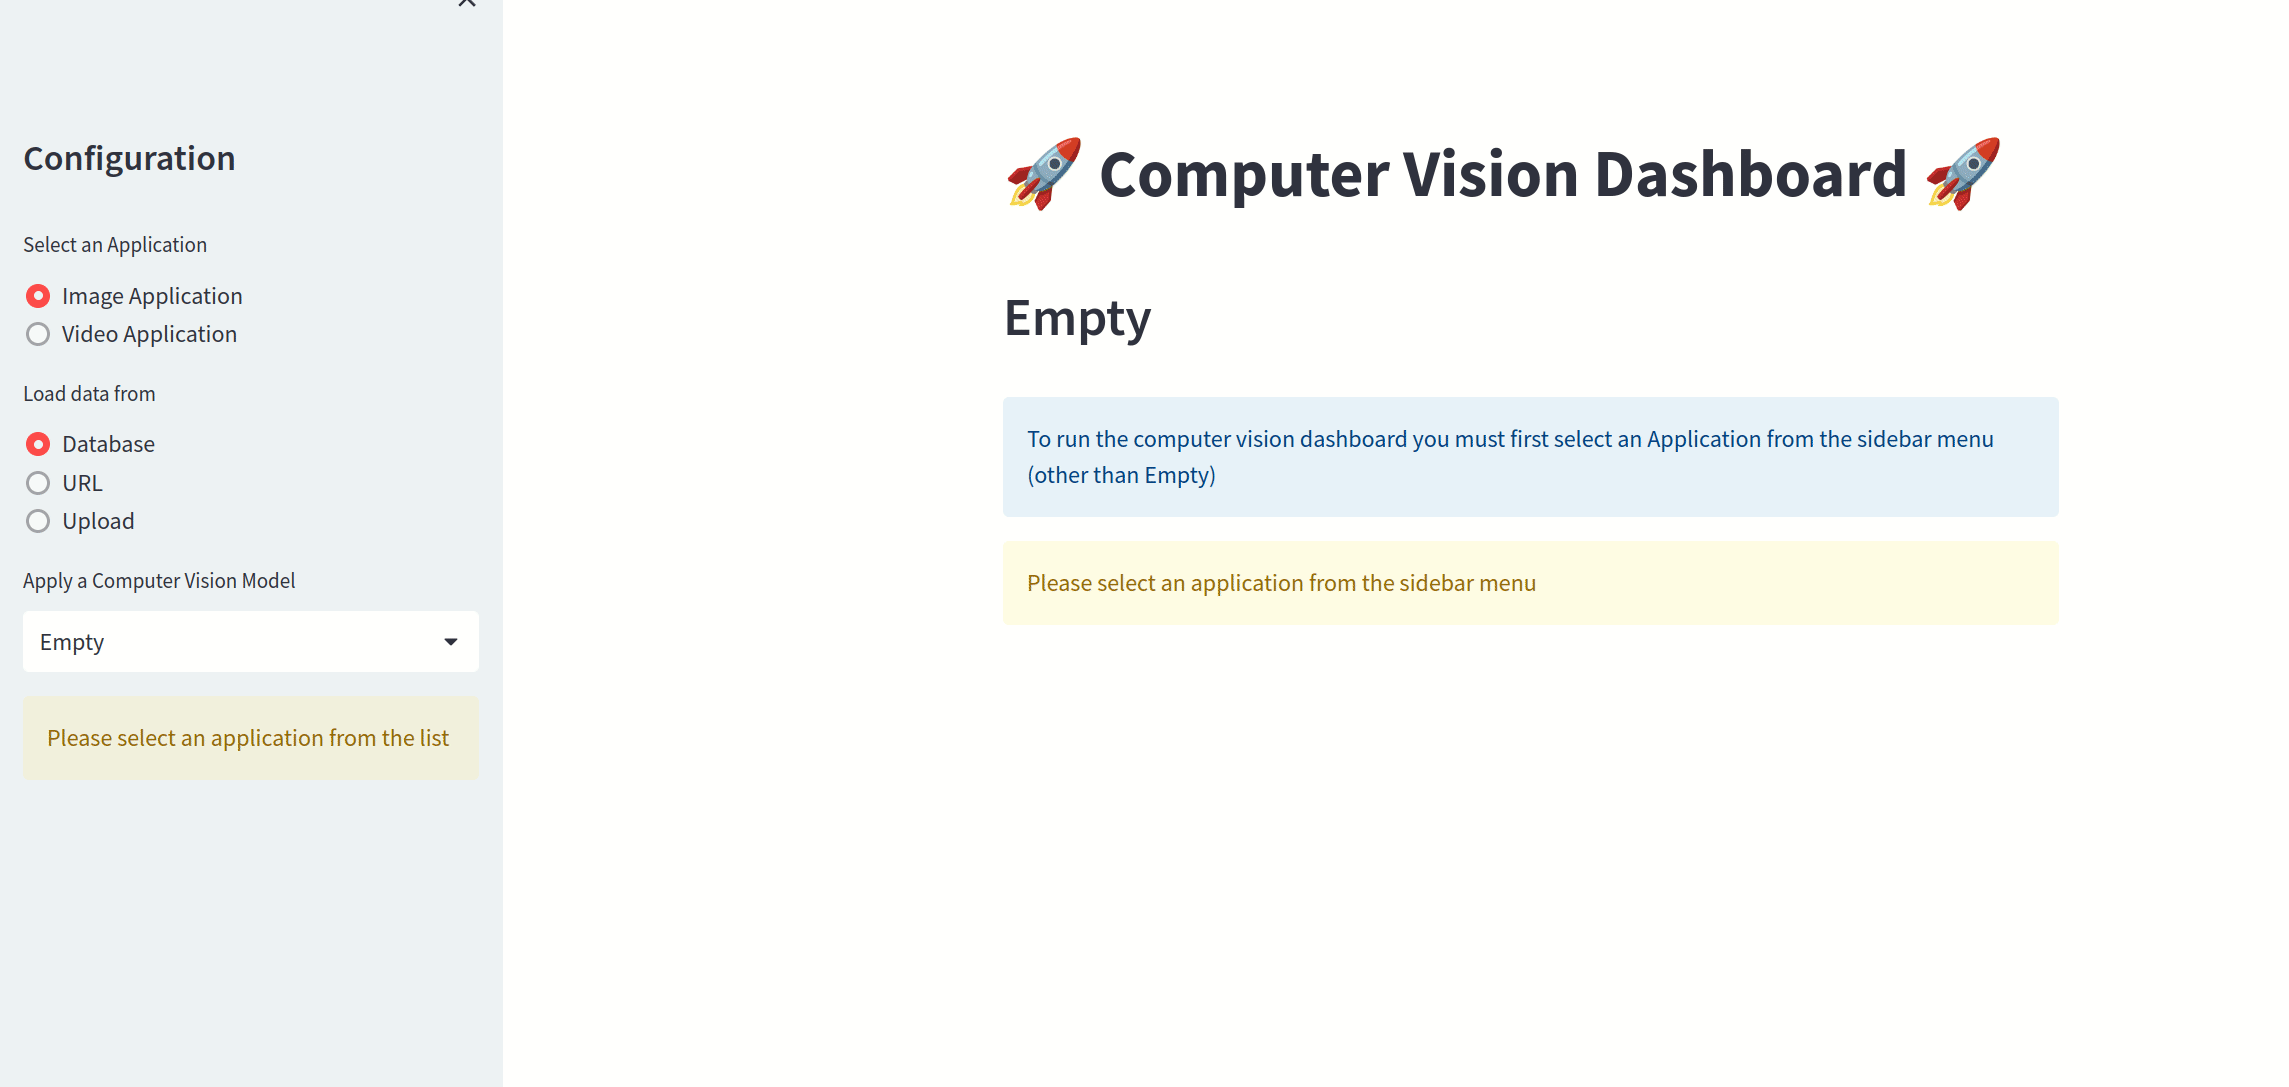 Configuration
Select an Application
Image Application
Video Application
Load data from
Database
URL
Upload
Apply a Computer Vision Model
Empty
Please select an application from the list
🚀 Computer Vision Dashboard 🚀
Empty
To run the computer vision dashboard you must first select an Application from the sidebar menu
(other than Empty)
Please select an application from the sidebar menu